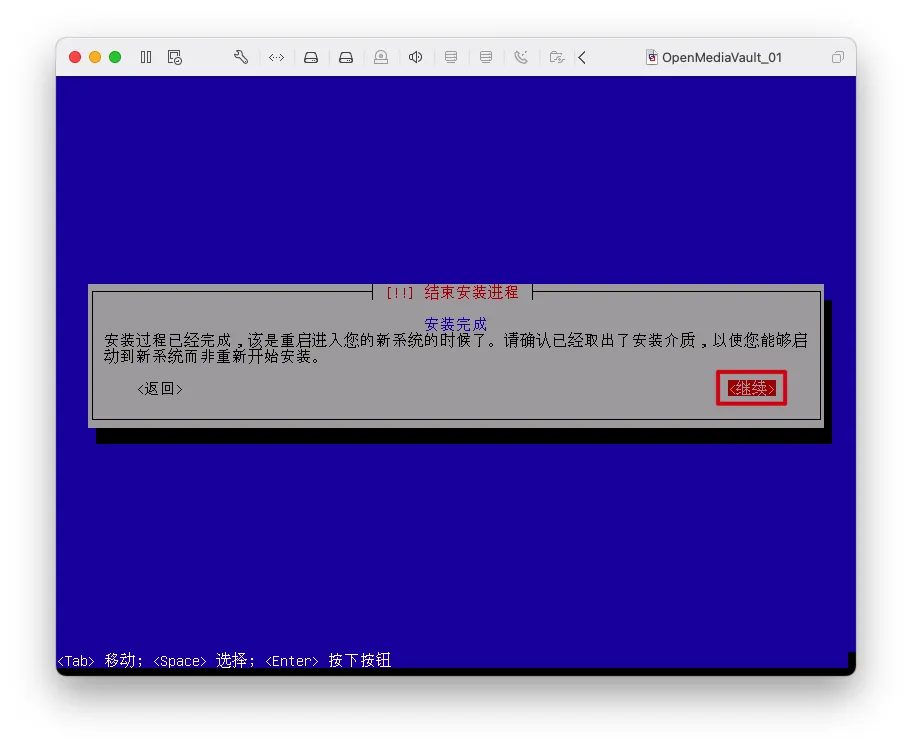 OpenMediaVault_01
[!!] 结束安装进程
安装完成
安装过程已经完成，该是重启进入您的新系统的时候了。请确认已经取出了安装介质，以使您能够启
动到新系统而非重新开始安装。
<返回> <继续>
<Tab> 移动; <Space> 选择; <Enter> 按下按钮